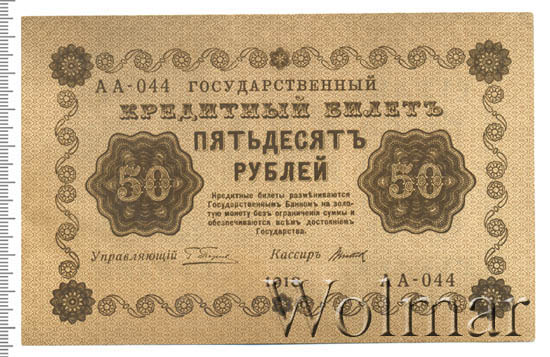 АА-044 ГОСУДАРСТВЕННЫЙ
КРЕДИТНЫЙ БИЛЕТЪ
ПЯТЬДЕСЯТЪ
РУБЛЕЙ
50 50
Кредитные билеты размѣниваются
Государственнымъ Банкомъ на золо-
тую монету безъ ограниченія суммы и
обезпечиваются всѣмъ достояніемъ
Государства.
Управляющій Кассиръ
1918
АА-044
Wolmar